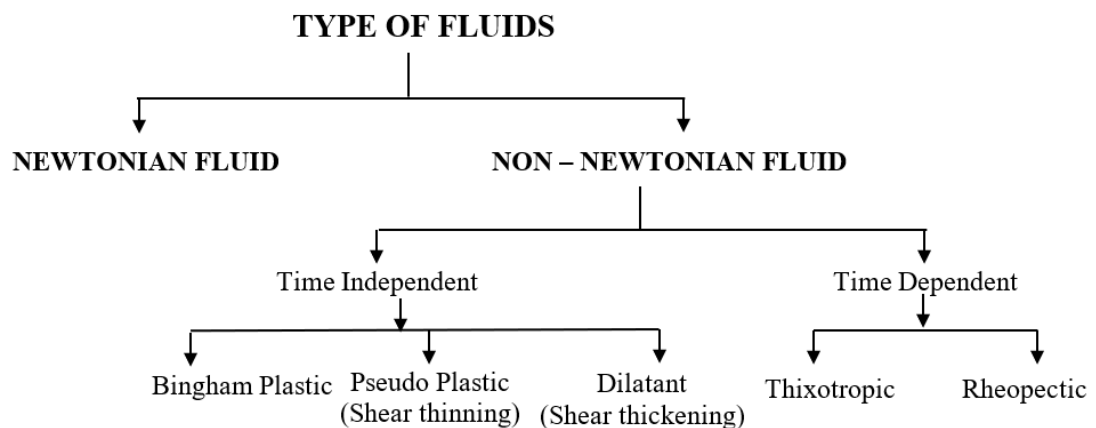 TYPE OF FLUIDS
NEWTONIAN FLUID
NON – NEWTONIAN FLUID
Time Independent
Time Dependent
Bingham Plastic
Pseudo Plastic
(Shear thinning)
Dilatant
(Shear thickening)
Thixotropic
Rheopectic